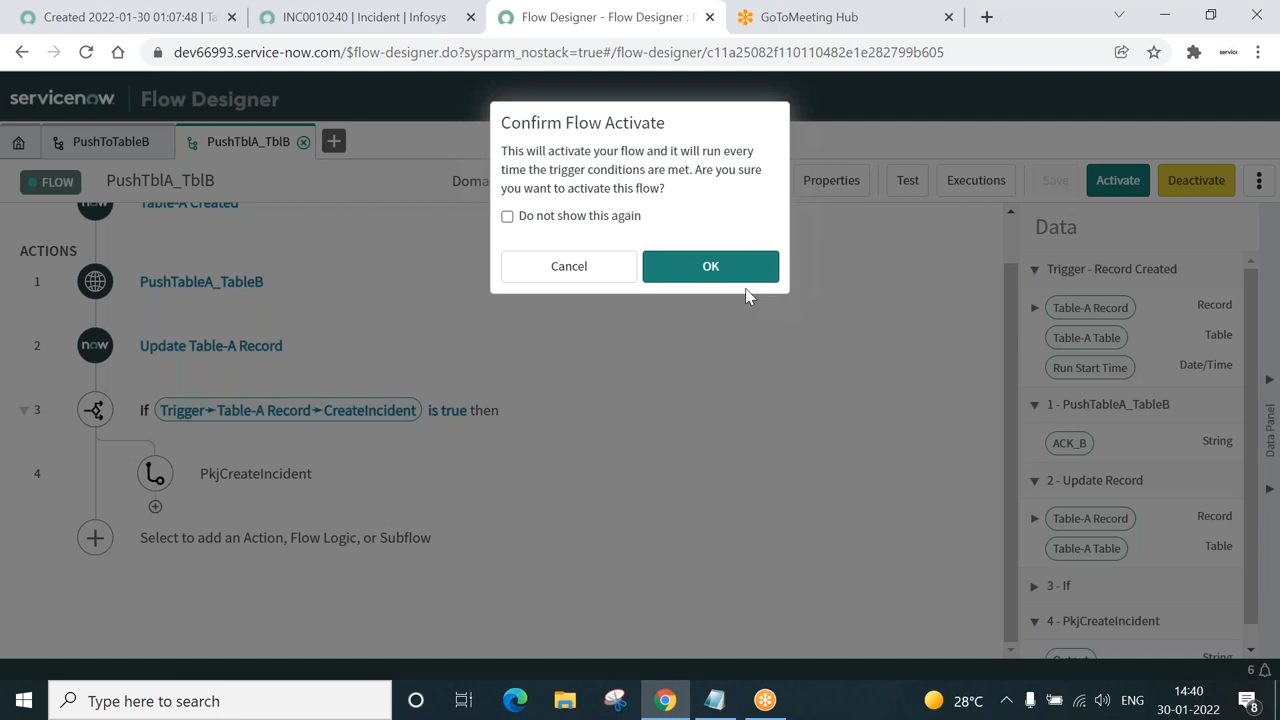 Created 2022-01-30 01:07:48 | T
INC0010240 | Incident | Infosys
Flow Designer - Flow Designer : F
GoToMeeting Hub
dev66993.service-now.com/$flow-designer.do?sysparm_nostack=true#/flow-designer/c11a25082f110110482e1e282799b605
servicenow
Flow Designer
PushToTableB
PushTblA_TblB
FLOW
PushTblA_TblB
Doma
Properties
Test
Executions
Save
Activate
Deactivate
Confirm Flow Activate
This will activate your flow and it will run every
time the trigger conditions are met. Are you sure
you want to activate this flow?
Do not show this again
Cancel
OK
now
Table-A Created
ACTIONS
1
PushTableA_TableB
2
now
Update Table-A Record
3
If Trigger➛Table-A Record➛CreateIncident is true then
4
PkjCreateIncident
Select to add an Action, Flow Logic, or Subflow
Data
Trigger - Record Created
Table-A Record
Record
Table-A Table
Table
Run Start Time
Date/Time
1 - PushTableA_TableB
ACK_B
String
2 - Update Record
Table-A Record
Record
Table-A Table
Table
3 - If
4 - PkjCreateIncident
Output
String
Data Panel
6
Type here to search
28°C
ENG
14:40
30-01-2022
8